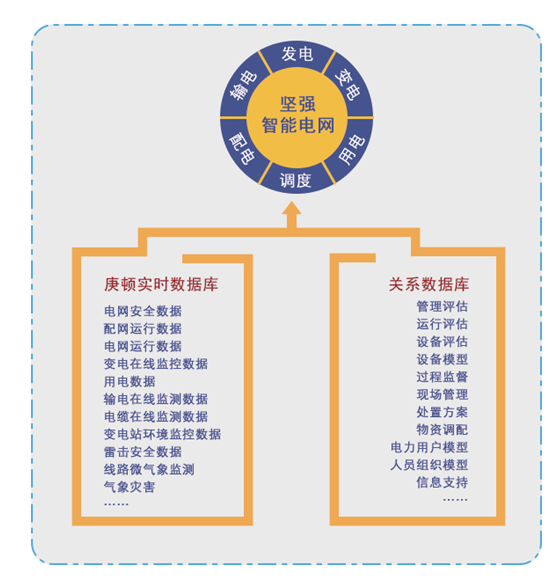 发电
输电
变电
坚强
智能电网
配电
用电
调度
庚顿实时数据库
电网安全数据
配网运行数据
电网运行数据
变电在线监控数据
用电数据
输电在线监测数据
电缆在线监测数据
变电站环境监控数据
雷击安全数据
线路微气象监测
气象灾害
……
关系数据库
管理评估
运行评估
设备评估
设备模型
过程监督
现场管理
处置方案
物资调配
电力用户模型
人员组织模型
信息支持
……